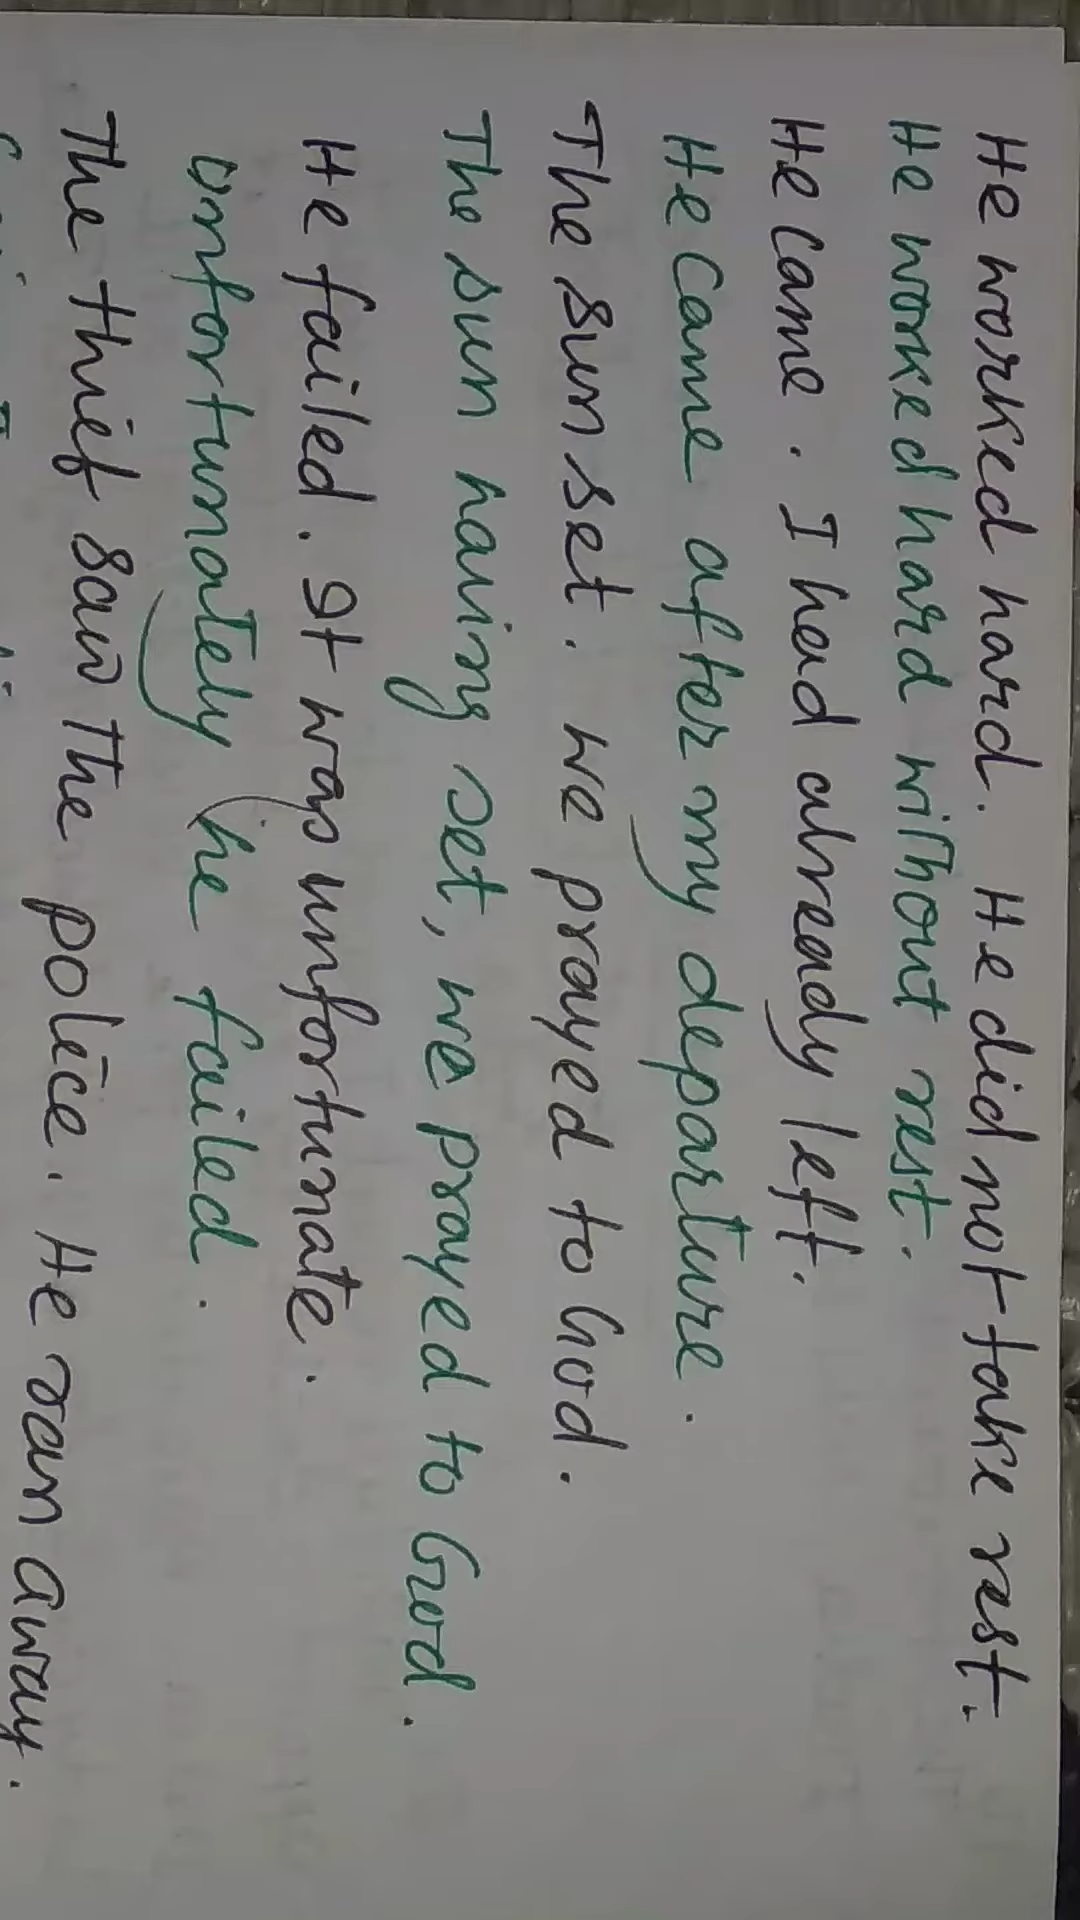 He worked hard. He did not take rest.
He worked hard without rest.
He came. I had already left.
He came after my departure.
The sun set. we prayed to God.
The sun having set, we prayed to God.
He failed. It was unfortunate.
unfortunately he failed.
The thief saw the police. He ran away.